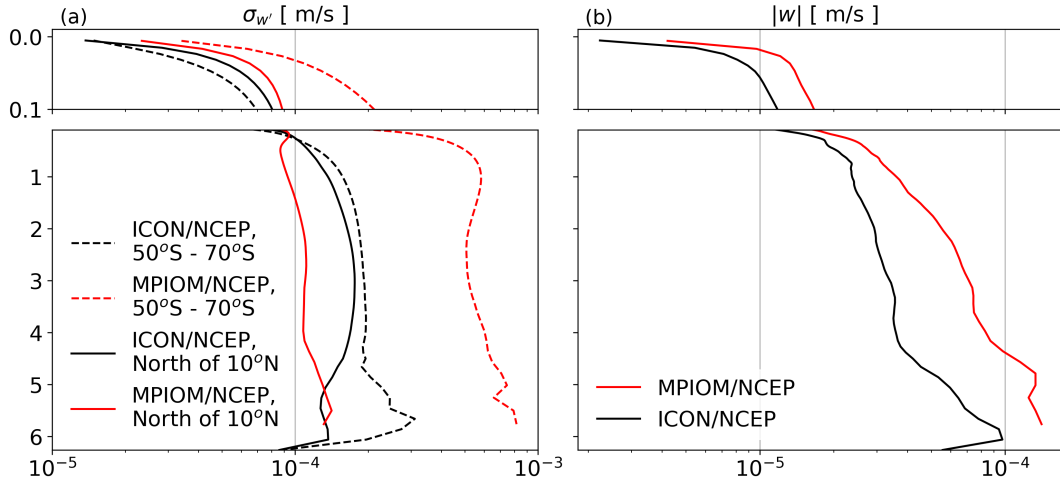 (a)
σ_{w'} [ m/s ]
(b)
|w| [ m/s ]
0.0
0.1
1
2
3
4
5
6
ICON/NCEP,
50°S - 70°S
MPIOM/NCEP,
50°S - 70°S
ICON/NCEP,
North of 10°N
MPIOM/NCEP,
North of 10°N
MPIOM/NCEP
ICON/NCEP
10⁻⁵
10⁻⁴
10⁻³
10⁻⁵
10⁻⁴